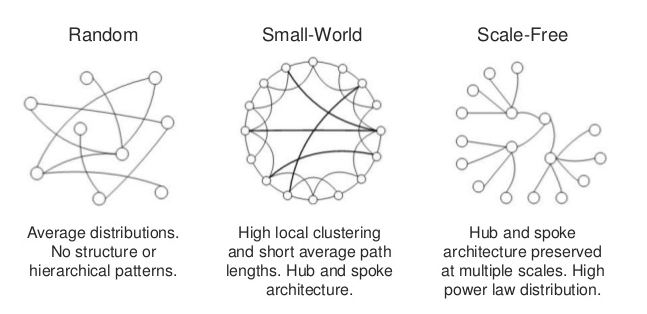 Random
Small-World
Scale-Free
Average distributions.
No structure or
hierarchical patterns.
High local clustering
and short average path
lengths. Hub and spoke
architecture.
Hub and spoke
architecture preserved
at multiple scales. High
power law distribution.